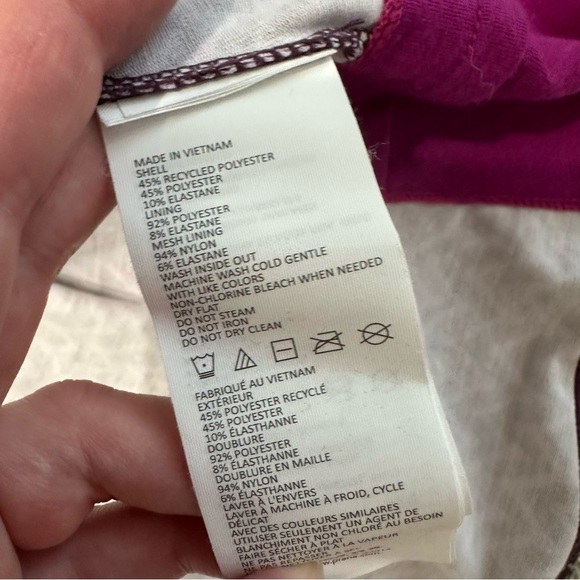 MADE IN VIETNAM
SHELL
45% RECYCLED POLYESTER
45% POLYESTER
10% ELASTANE
LINING
92% POLYESTER
8% ELASTANE
MESH LINING
94% NYLON
6% ELASTANE
WASH INSIDE OUT
MACHINE WASH COLD GENTLE
WITH LIKE COLORS
NON-CHLORINE BLEACH WHEN NEEDED
DRY FLAT
DO NOT STEAM
DO NOT IRON
DO NOT DRY CLEAN
FABRIQUÉ AU VIETNAM
EXTÉRIEUR
45% POLYESTER RECYCLÉ
45% POLYESTER
10% ÉLASTHANNE
DOUBLURE
92% POLYESTER
8% ÉLASTHANNE
DOUBLURE EN MAILLE
94% NYLON
6% ÉLASTHANNE
LAVER À L'ENVERS
LAVER À MACHINE À FROID, CYCLE
DÉLICAT
AVEC DES COULEURS SIMILAIRES
UTILISER SEULEMENT UN AGENT DE
BLANCHIMENT NON CHLORÉ AU BESOIN
FAIRE SÉCHER À PLAT
NE PAS NETTOYER À LA VAPEUR